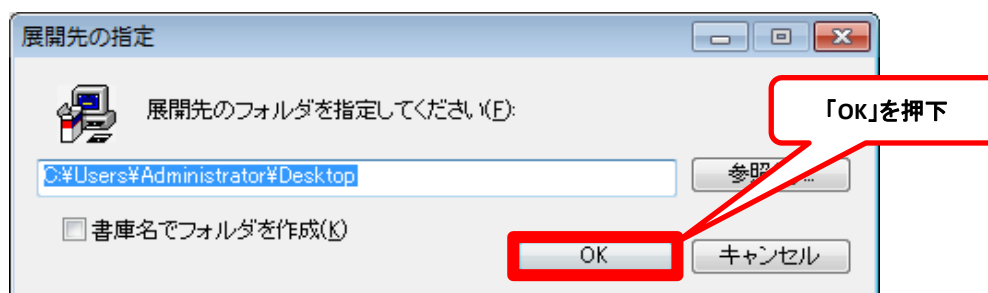 展開先の指定
展開先のフォルダを指定してください(F):
「OK」を押下
C:¥Users¥Administrator¥Desktop
参照
書庫名でフォルダを作成(K)
OK
キャンセル